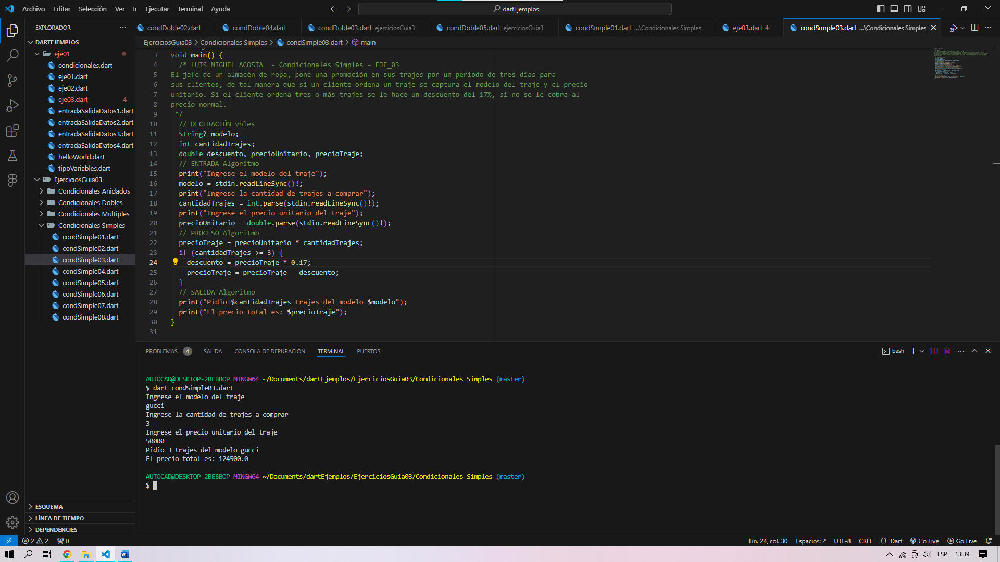 Archivo Editar Selección Ver Ir Ejecutar Terminal Ayuda
dartEjemplos
EXPLORADOR
condDoble02.dart
condDoble04.dart
condDoble03.dart ejerciciosGuia3
condDoble05.dart ejerciciosGuia3
condSimple01.dart ...\Condicionales Simples
eje03.dart 4
condSimple03.dart ...\Condicionales Simples
EjerciciosGuia03 > Condicionales Simples > condSimple03.dart > main
DARTEJEMPLOS
eje01
condicionales.dart
eje01.dart
eje02.dart
eje03.dart 4
entradaSalidaDatos1.dart
entradaSalidaDatos2.dart
entradaSalidaDatos3.dart
entradaSalidaDatos4.dart
helloWorld.dart
tipoVariables.dart
EjerciciosGuia03
Condicionales Anidados
Condicionales Dobles
Condicionales Multiples
Condicionales Simples
condSimple01.dart
condSimple02.dart
condSimple03.dart
condSimple04.dart
condSimple05.dart
condSimple06.dart
condSimple07.dart
condSimple08.dart
ESQUEMA
LÍNEA DE TIEMPO
DEPENDENCIES
3 void main() {
4 /* LUIS MIGUEL ACOSTA  - Condicionales Simples - EJE_03
5 El jefe de un almacén de ropa, pone una promoción en sus trajes por un período de tres días para
6 sus clientes, de tal manera que si un cliente ordena un traje se captura el modelo del traje y el precio
7 unitario. Si el cliente ordena tres o más trajes se le hace un descuento del 17%, si no se le cobra al
8 precio normal.
9 */
10 // DECLRACIÓN vbles
11 String? modelo;
12 int cantidadTrajes;
13 double descuento, precioUnitario, precioTraje;
14 // ENTRADA Algoritmo
15 print("Ingrese el modelo del traje");
16 modelo = stdin.readLineSync()!;
17 print("Ingrese la cantidad de trajes a comprar");
18 cantidadTrajes = int.parse(stdin.readLineSync()!);
19 print("Ingrese el precio unitario del traje");
20 precioUnitario = double.parse(stdin.readLineSync()!);
21 // PROCESO Algoritmo
22 precioTraje = precioUnitario * cantidadTrajes;
23 if (cantidadTrajes >= 3) {
24 descuento = precioTraje * 0.17;
25 precioTraje = precioTraje - descuento;
26 }
27 // SALIDA Algoritmo
28 print("Pidio $cantidadTrajes trajes del modelo $modelo");
29 print("El precio total es: $precioTraje");
30 }
31
PROBLEMAS 4 SALIDA CONSOLA DE DEPURACIÓN TERMINAL PUERTOS
bash
AUTOCAD@DESKTOP-2BEBBOP MINGW64 ~/Documents/dartEjemplos/EjerciciosGuia03/Condicionales Simples (master)
$ dart condSimple03.dart
Ingrese el modelo del traje
gucci
Ingrese la cantidad de trajes a comprar
3
Ingrese el precio unitario del traje
50000
Pidio 3 trajes del modelo gucci
El precio total es: 124500.0
AUTOCAD@DESKTOP-2BEBBOP MINGW64 ~/Documents/dartEjemplos/EjerciciosGuia03/Condicionales Simples (master)
$
2 2 0
Lín. 24, col. 30 Espacios: 2 UTF-8 CRLF {} Dart Go Live Go Live
ESP 13:39